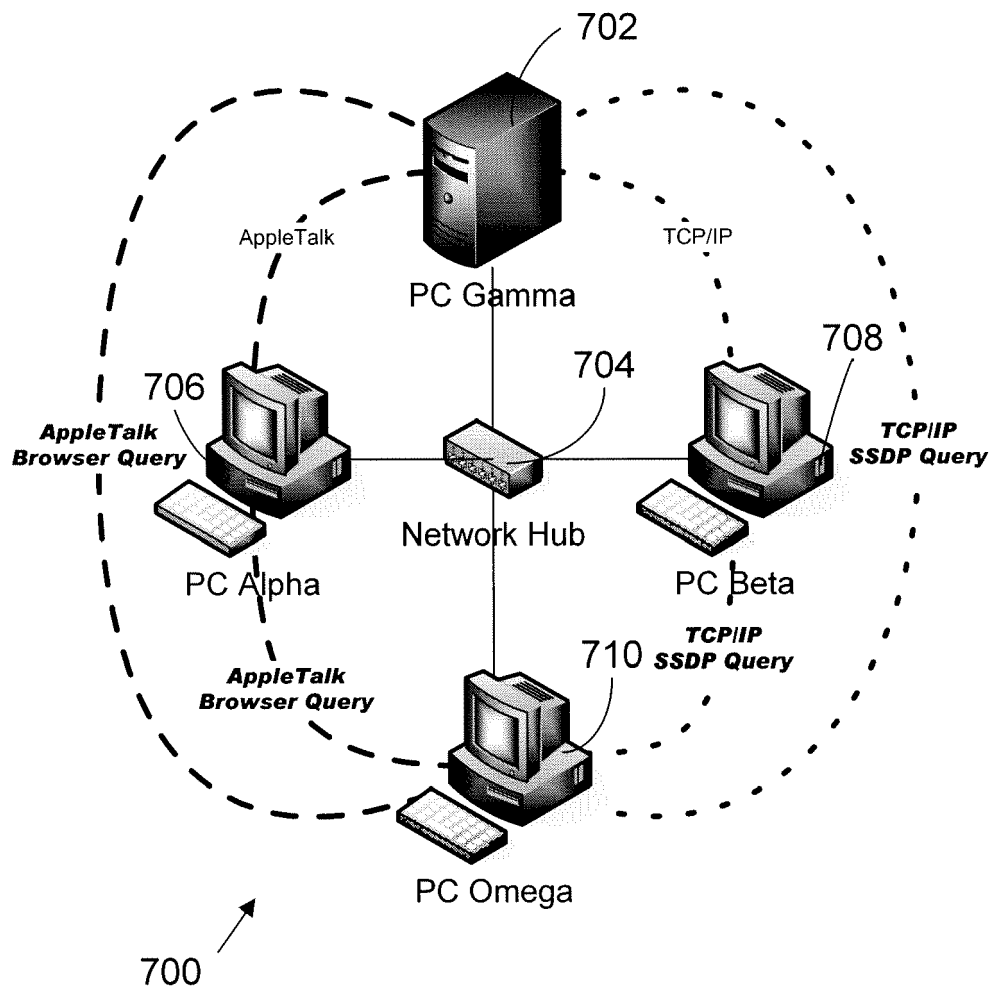 702
AppleTalk
TCP/IP
PC Gamma
706
704
708
AppleTalk
Browser Query
TCP/IP
SSDP Query
Network Hub
PC Alpha
PC Beta
AppleTalk
Browser Query
710
TCP/IP
SSDP Query
PC Omega
700